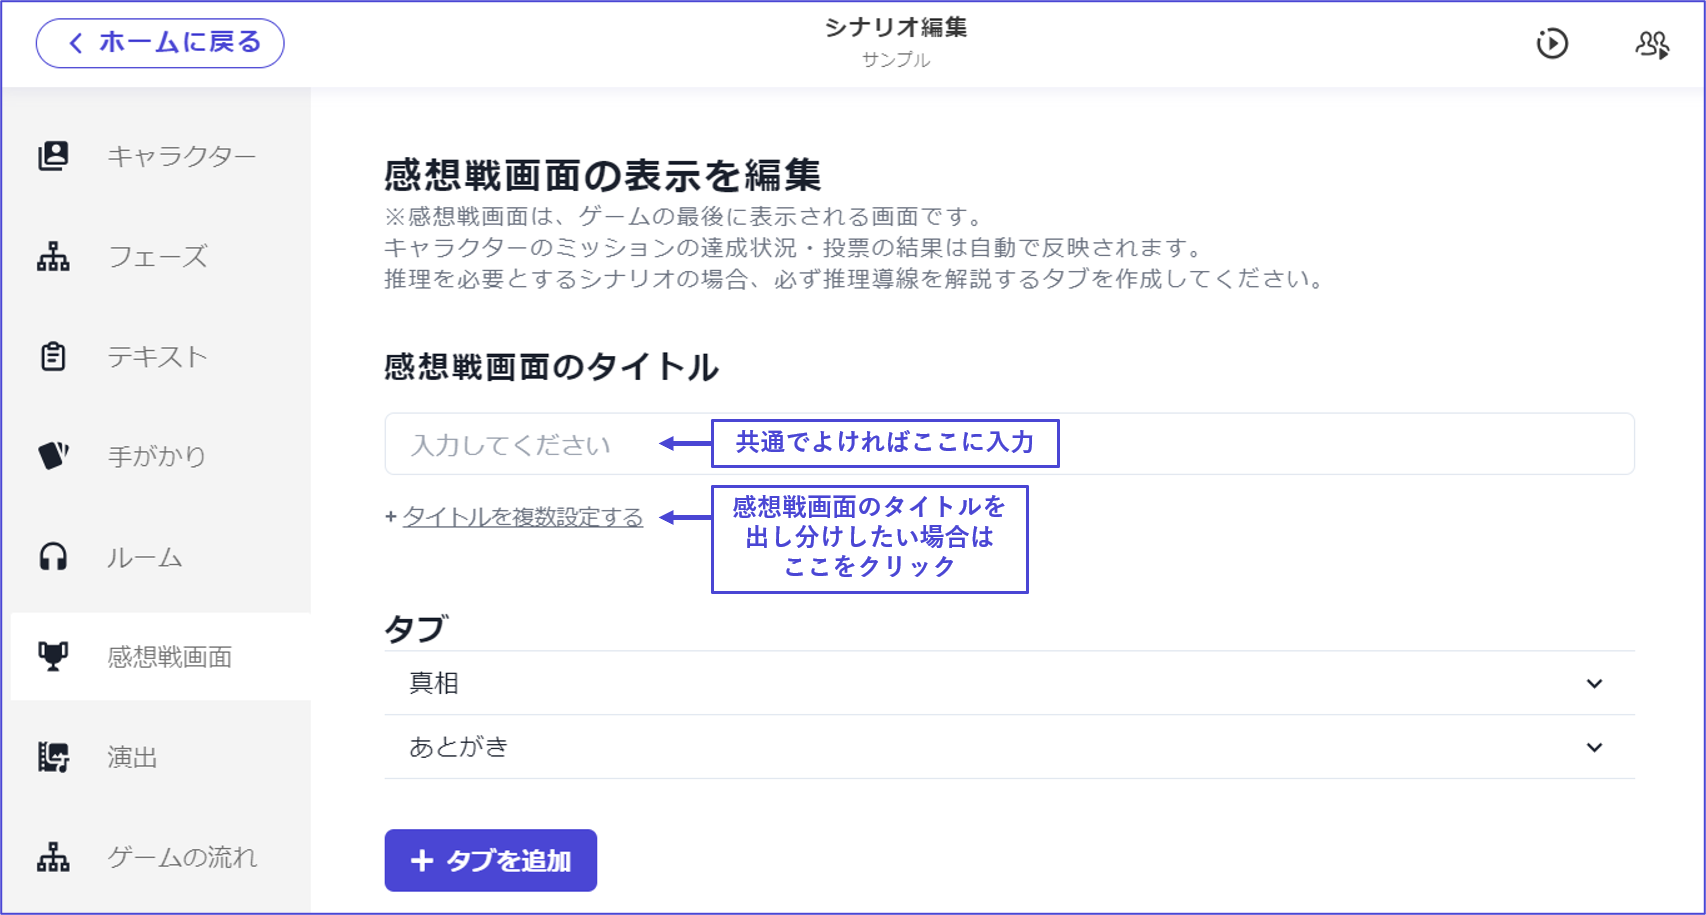 ホームに戻る
シナリオ編集
サンプル
キャラクター
フェーズ
テキスト
手がかり
ルーム
感想戦画面
演出
ゲームの流れ
感想戦画面の表示を編集
※感想戦画面は、ゲームの最後に表示される画面です。
キャラクターのミッションの達成状況・投票の結果は自動で反映されます。
推理を必要とするシナリオの場合、必ず推理導線を解説するタブを作成してください。
感想戦画面のタイトル
入力してください
共通でよければここに入力
+ タイトルを複数設定する
感想戦画面のタイトルを
出し分けしたい場合は
ここをクリック
タブ
真相
あとがき
+ タブを追加